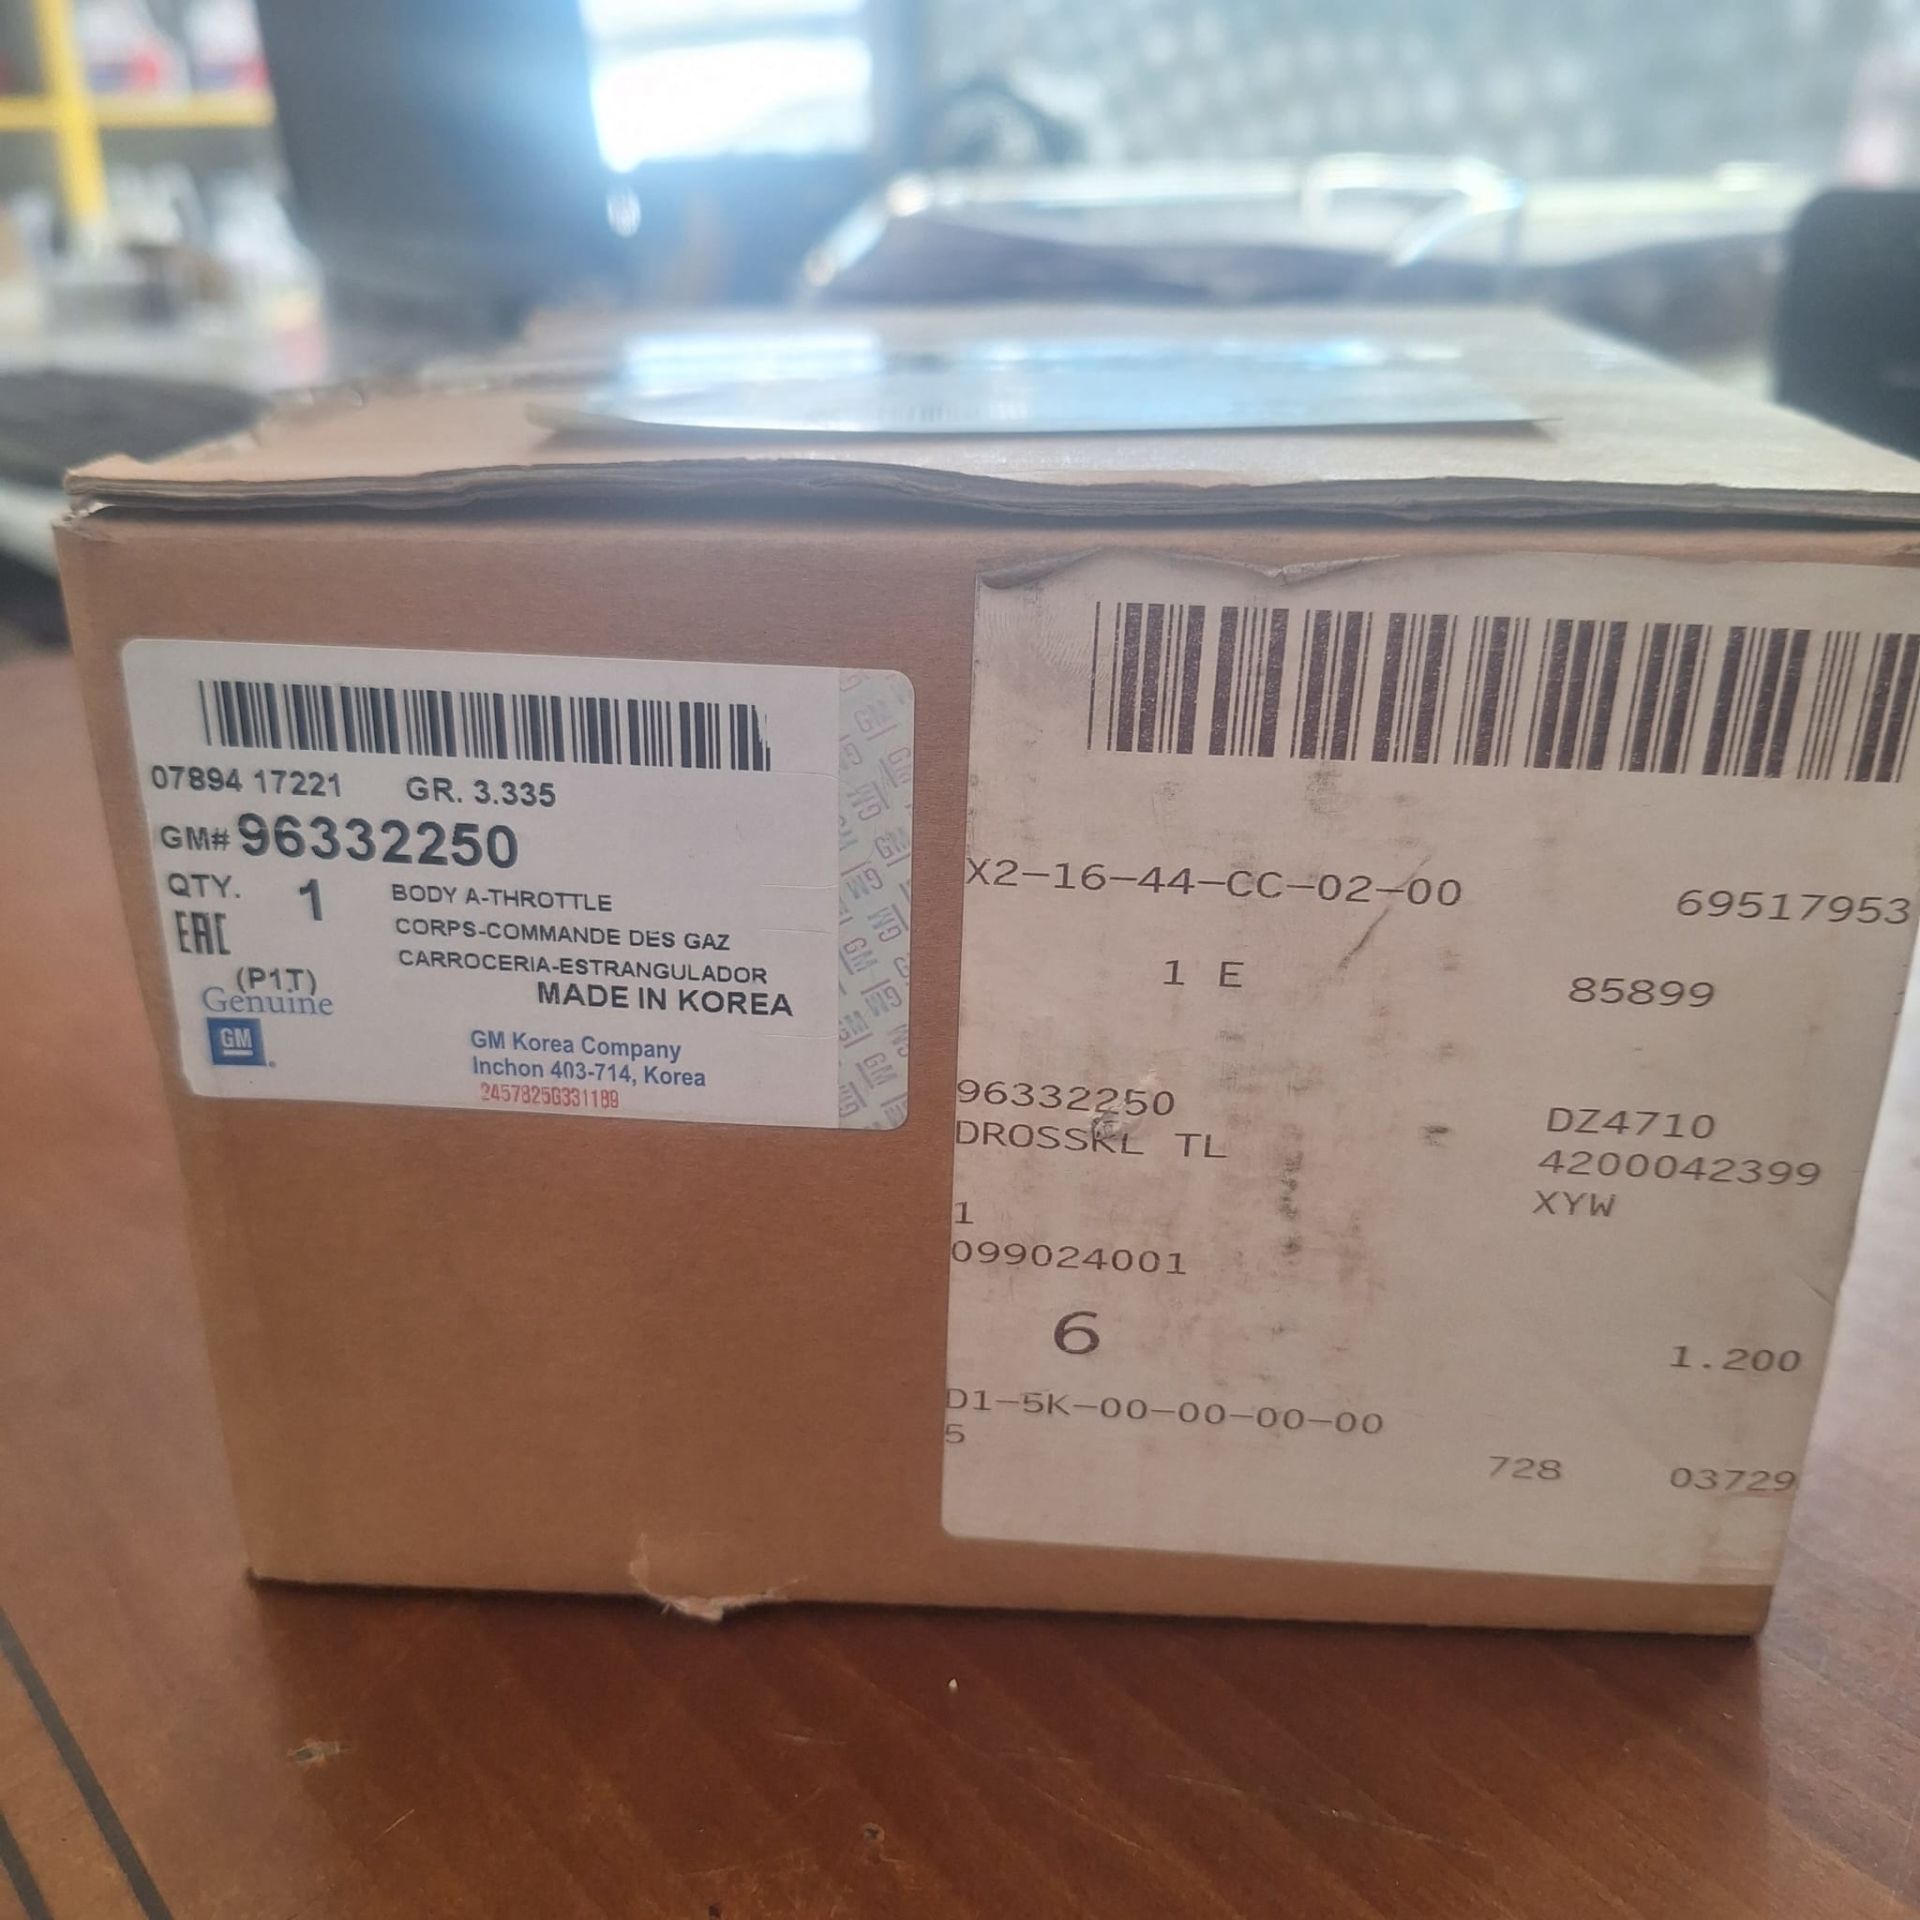 07894 17221 GR. 3.335
GM# 96332250
QTY. 1
BODY A-THROTTLE
CORPS-COMMANDE DES GAZ
CARROCERIA-ESTRANGULADOR
EAC
(P1T)
MADE IN KOREA
Genuine
GM
GM Korea Company
Inchon 403-714, Korea
2457825G331189
X2-16-44-CC-02-00 69517953
1 E 85899
96332250 DZ4710
DROSSKL TL 4200042399
XYW
1
099024001
6 1.200
D1-5K-00-00-00-00
5
728 03729